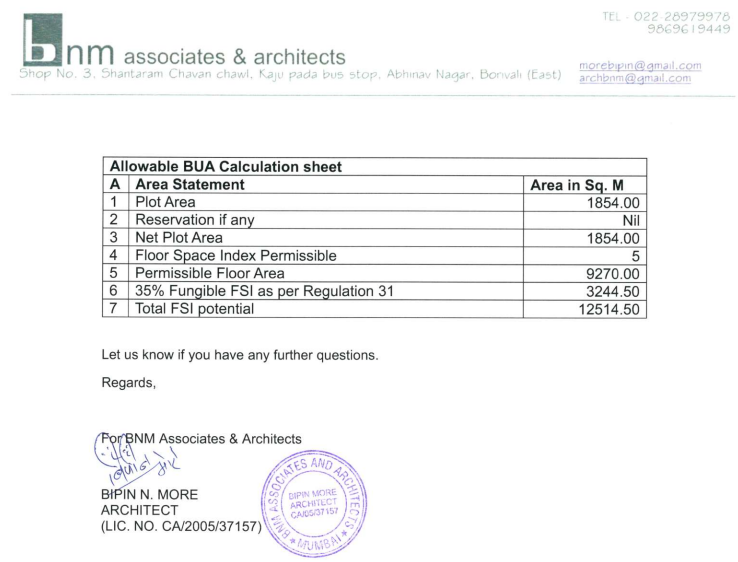 TEL - 022 28979978
9869619449
bnm associates & architects
Shop No. 3, Shantaram Chavan chawl, Kaju pada bus stop, Abhinav Nagar, Borivali (East)
morebipin@gmail.com
archbnm@gmail.com
Allowable BUA Calculation sheet
A Area Statement Area in Sq. M
1 Plot Area 1854.00
2 Reservation if any Nil
3 Net Plot Area 1854.00
4 Floor Space Index Permissible 5
5 Permissible Floor Area 9270.00
6 35% Fungible FSI as per Regulation 31 3244.50
7 Total FSI potential 12514.50
Let us know if you have any further questions.
Regards,
For BNM Associates & Architects
BIPIN N. MORE
ARCHITECT
(LIC. NO. CA/2005/37157)
BNM ASSOCIATES AND ARCHITECTS
BIPIN MORE
ARCHITECT
CA/05/37157
* MUMBAI *